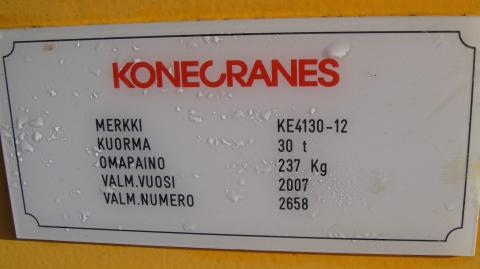 KONECRANES
MERKKI KE4130-12
KUORMA 30 t
OMAPAINO 237 Kg
VALM.VUOSI 2007
VALM.NUMERO 2658